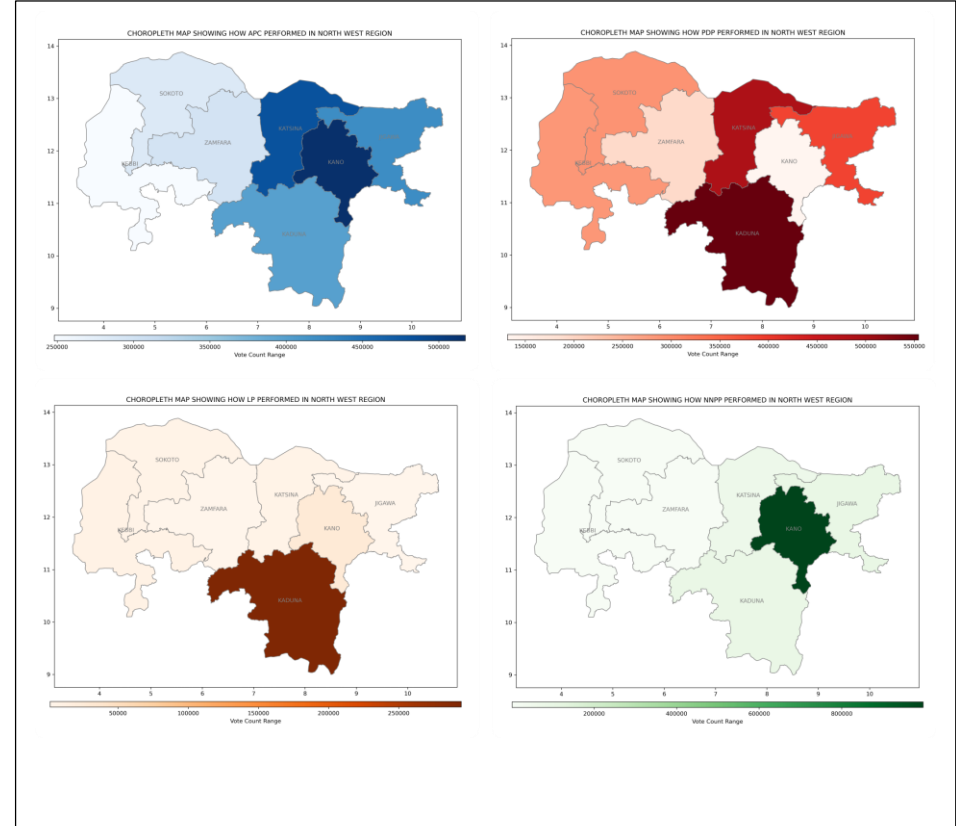 CHOROPLETH MAP SHOWING HOW APC PERFORMED IN NORTH WEST REGION
14
13
12
11
10
9
SOKOTO
KATSINA
ZAMFARA
KANO
KEBBI
KADUNA
4 5 6 7 8 9 10
250000 300000 350000 400000 450000 500000
Vote Count Range
CHOROPLETH MAP SHOWING HOW PDP PERFORMED IN NORTH WEST REGION
14
13
12
11
10
9
SOKOTO
KATSINA
JIGAWA
ZAMFARA
KANO
KEBBI
KADUNA
4 5 6 7 8 9 10
150000 200000 250000 300000 350000 400000 450000 500000 550000
Vote Count Range
CHOROPLETH MAP SHOWING HOW LP PERFORMED IN NORTH WEST REGION
14
13
12
11
10
9
SOKOTO
KATSINA
JIGAWA
ZAMFARA
KANO
KEBBI
KADUNA
4 5 6 7 8 9 10
50000 100000 150000 200000 250000
Vote Count Range
CHOROPLETH MAP SHOWING HOW NNPP PERFORMED IN NORTH WEST REGION
14
13
12
11
10
9
SOKOTO
KATSINA
JIGAWA
ZAMFARA
KANO
KEBBI
KADUNA
4 5 6 7 8 9 10
200000 400000 600000 800000
Vote Count Range